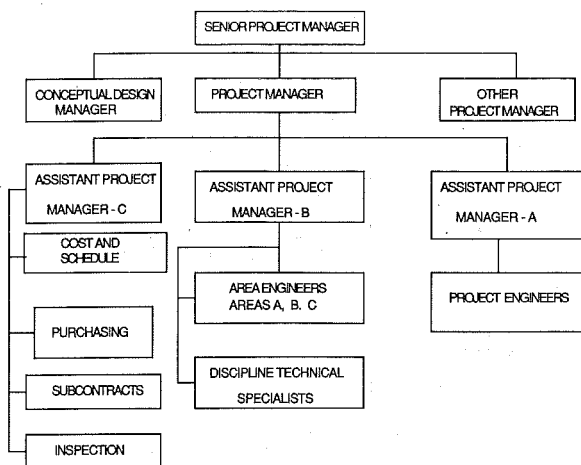 SENIOR PROJECT MANAGER
CONCEPTUAL DESIGN
MANAGER
PROJECT MANAGER
OTHER
PROJECT MANAGER
ASSISTANT PROJECT
MANAGER - C
ASSISTANT PROJECT
MANAGER - B
ASSISTANT PROJECT
MANAGER - A
COST AND
SCHEDULE
AREA ENGINEERS
AREAS A, B. C
PROJECT ENGINEERS
PURCHASING
DISCIPLINE TECHNICAL
SPECIALISTS
SUBCONTRACTS
INSPECTION